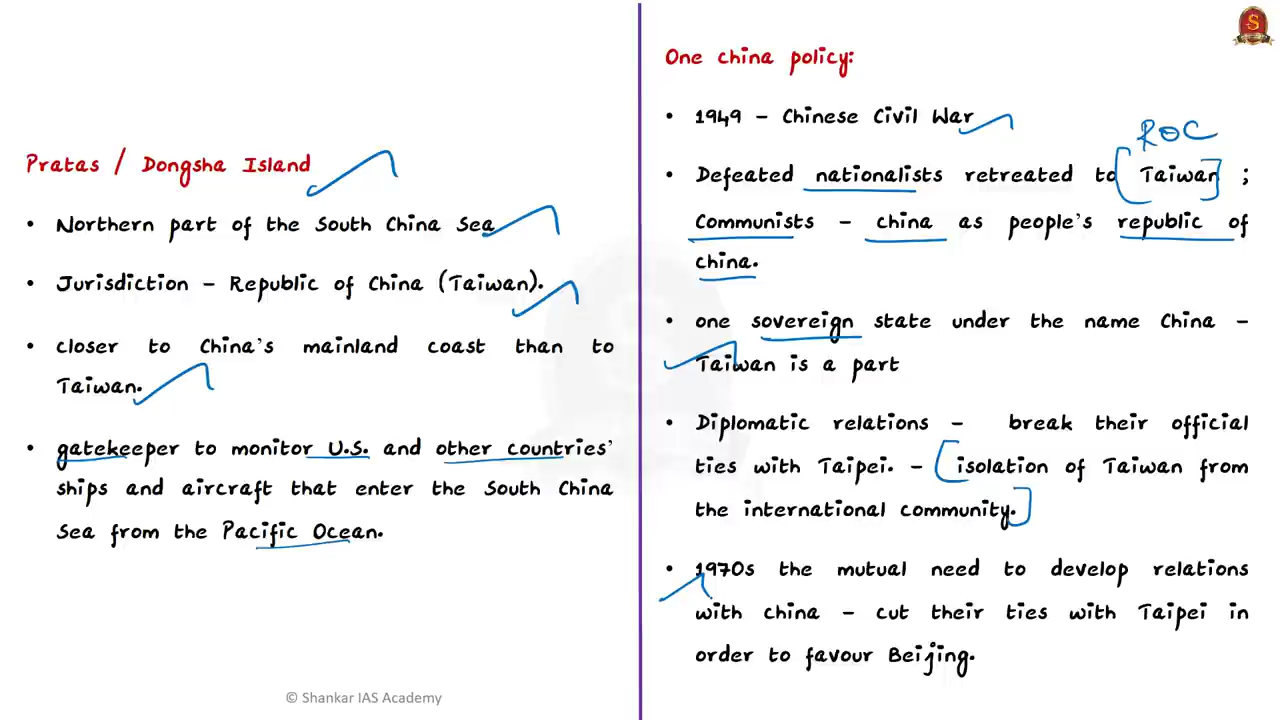 Pratas / Dongsha Island
• Northern part of the South China Sea
• Jurisdiction – Republic of China (Taiwan).
• closer to China's mainland coast than to
Taiwan.
• gatekeeper to monitor U.S. and other countries'
ships and aircraft that enter the South China
Sea from the Pacific Ocean.
© Shankar IAS Academy
One china policy:
• 1949 – Chinese Civil War
ROC
• Defeated nationalists retreated to Taiwan ;
Communists – china as people's republic of
china.
• one sovereign state under the name China –
Taiwan is a part
• Diplomatic relations – break their official
ties with Taipei. – isolation of Taiwan from
the international community.
• 1970s the mutual need to develop relations
with china – cut their ties with Taipei in
order to favour Beijing.
S